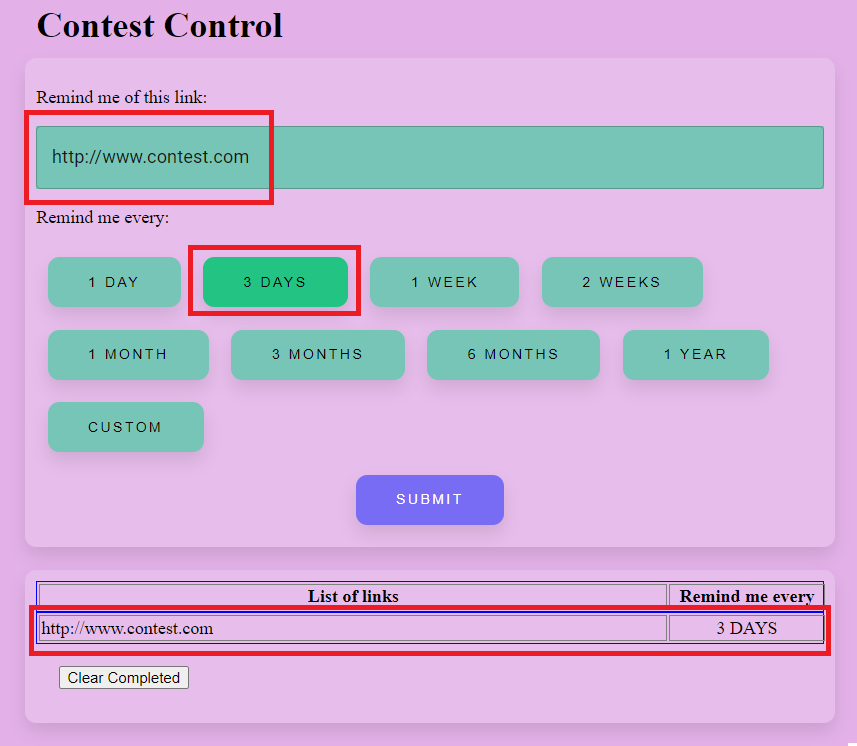 Contest Control
Remind me of this link:
http://www.contest.com
Remind me every:
1 DAY 3 DAYS 1 WEEK 2 WEEKS
1 MONTH 3 MONTHS 6 MONTHS 1 YEAR
CUSTOM
SUBMIT
List of links Remind me every
http://www.contest.com 3 DAYS
Clear Completed